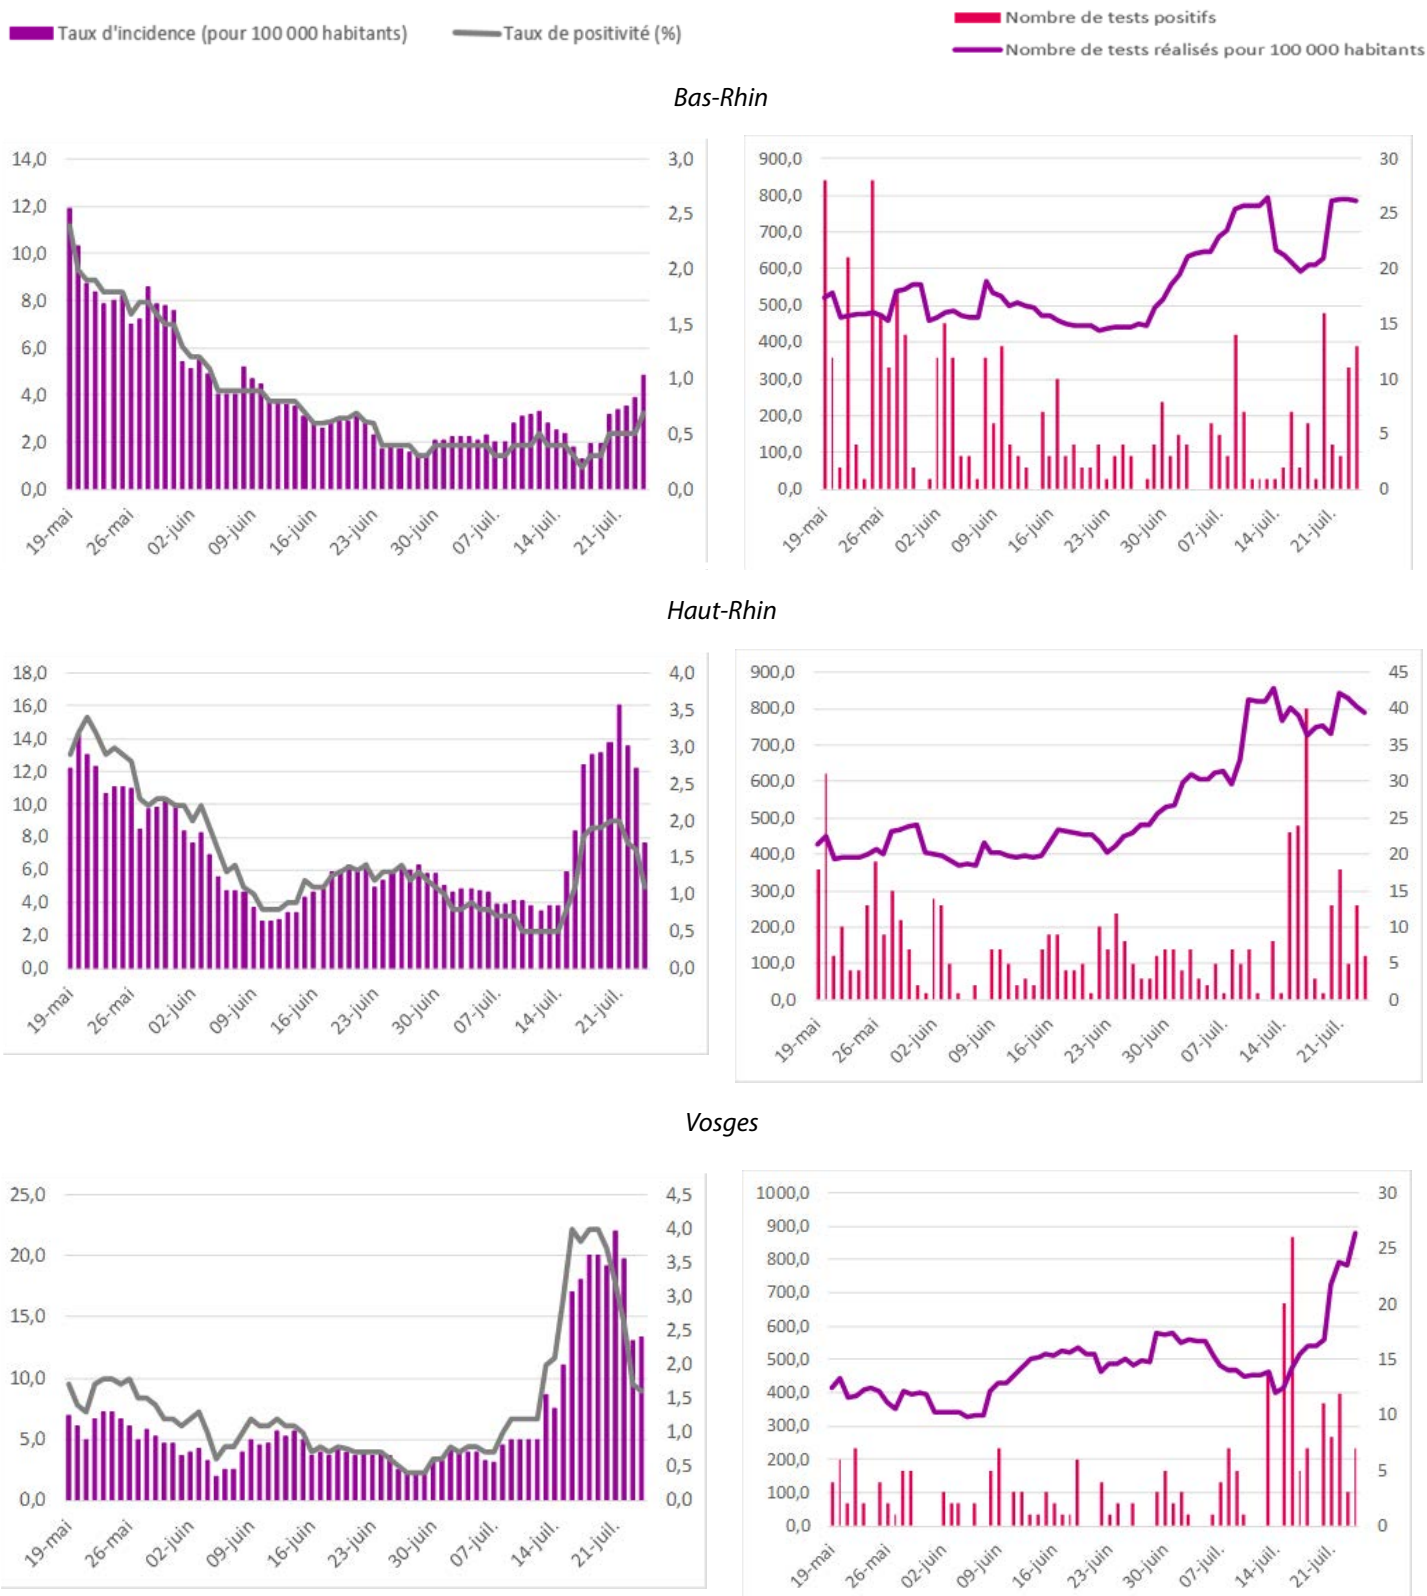 Taux d'incidence (pour 100 000 habitants) Taux de positivité (%)
Nombre de tests positifs
Nombre de tests réalisés pour 100 000 habitants
Bas-Rhin
14,0
12,0
10,0
8,0
6,0
4,0
2,0
0,0
3,0
2,5
2,0
1,5
1,0
0,5
0,0
19-mai
26-mai
02-juin
09-juin
16-juin
23-juin
30-juin
07-juil.
14-juil.
21-juil.
900,0
800,0
700,0
600,0
500,0
400,0
300,0
200,0
100,0
0,0
30
25
20
15
10
5
0
19-mai
26-mai
02-juin
09-juin
16-juin
23-juin
30-juin
07-juil.
14-juil.
21-juil.
Haut-Rhin
18,0
16,0
14,0
12,0
10,0
8,0
6,0
4,0
2,0
0,0
4,0
3,5
3,0
2,5
2,0
1,5
1,0
0,5
0,0
19-mai
26-mai
02-juin
09-juin
16-juin
23-juin
30-juin
07-juil.
14-juil.
21-juil.
900,0
800,0
700,0
600,0
500,0
400,0
300,0
200,0
100,0
0,0
45
40
35
30
25
20
15
10
5
0
19-mai
26-mai
02-juin
09-juin
16-juin
23-juin
30-juin
07-juil.
14-juil.
21-juil.
Vosges
25,0
20,0
15,0
10,0
5,0
0,0
4,5
4,0
3,5
3,0
2,5
2,0
1,5
1,0
0,5
0,0
19-mai
26-mai
02-juin
09-juin
16-juin
23-juin
30-juin
07-juil.
14-juil.
21-juil.
1000,0
900,0
800,0
700,0
600,0
500,0
400,0
300,0
200,0
100,0
0,0
30
25
20
15
10
5
0
19-mai
26-mai
02-juin
09-juin
16-juin
23-juin
30-juin
07-juil.
14-juil.
21-juil.